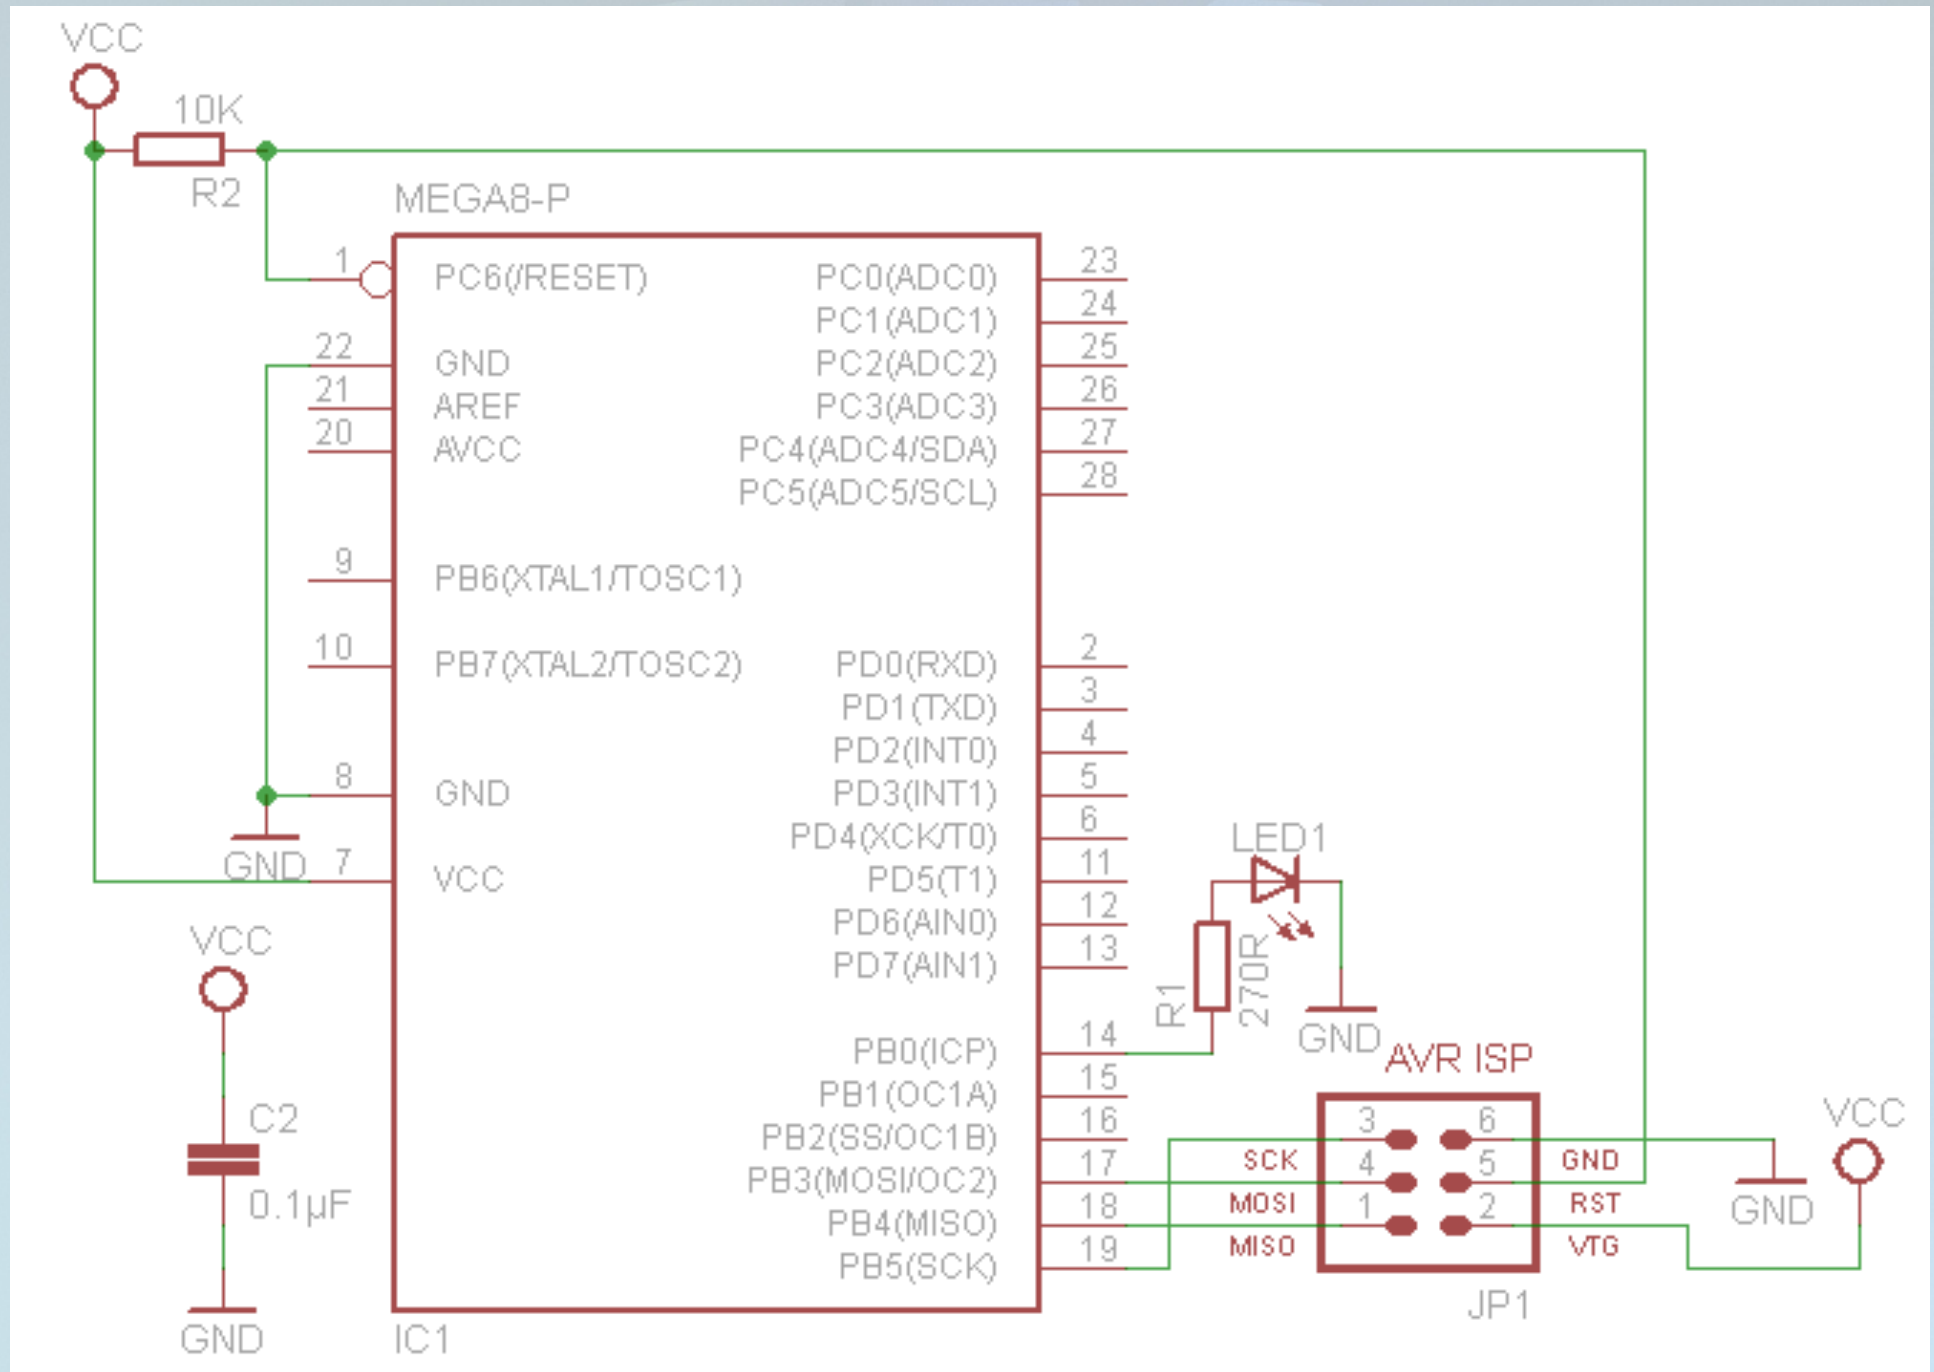 VCC
10K
R2
MEGA8-P
1
PC6(/RESET)
22
GND
21
AREF
20
AVCC
9
PB6(XTAL1/TOSC1)
10
PB7(XTAL2/TOSC2)
8
GND
GND
7
VCC
PC0(ADC0)
23
PC1(ADC1)
24
PC2(ADC2)
25
PC3(ADC3)
26
PC4(ADC4/SDA)
27
PC5(ADC5/SCL)
28
PD0(RXD)
2
PD1(TXD)
3
PD2(INT0)
4
PD3(INT1)
5
PD4(XCK/T0)
6
PD5(T1)
11
PD6(AIN0)
12
PD7(AIN1)
13
PB0(ICP)
14
PB1(OC1A)
15
PB2(SS/OC1B)
16
PB3(MOSI/OC2)
17
PB4(MISO)
18
PB5(SCK)
19
IC1
VCC
C2
0.1µF
GND
LED1
R1
270R
GND
AVR ISP
3 6
SCK
GND
4 5
MOSI
RST
1 2
MISO
VTG
JP1
GND
VCC